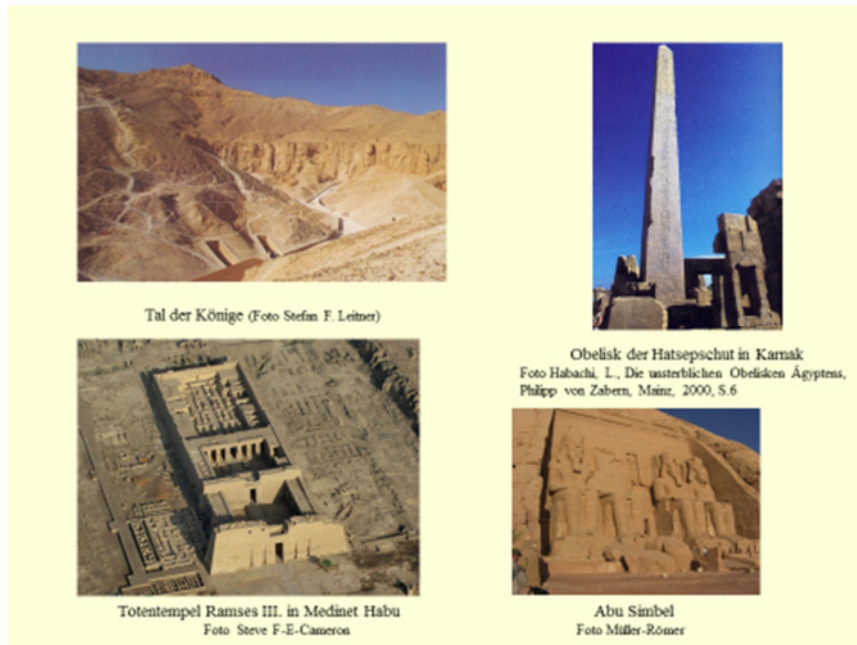 Tal der Könige (Foto Stefan F. Leitner)
Obelisk der Hatsepschut in Karnak
Foto Habachi, L., Die unsterblichen Obelisken Ägyptens,
Philipp von Zabern, Mainz, 2000, S.6
Totentempel Ramses III. in Medinet Habu
Foto Steve F-E-Cameron
Abu Simbel
Foto Müller-Römer